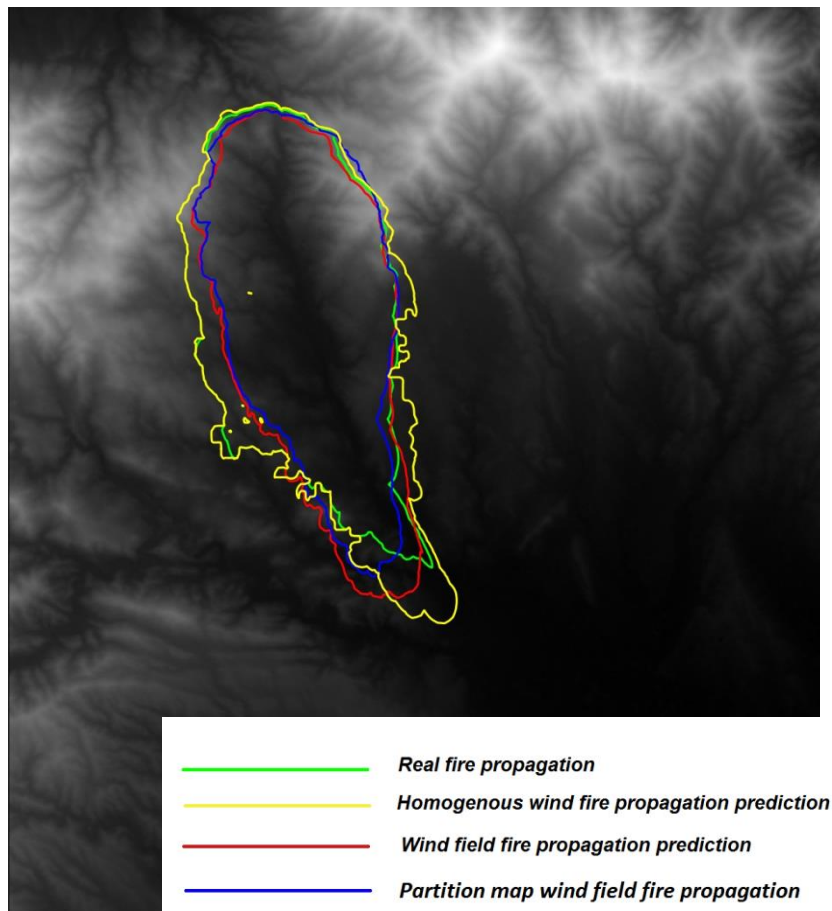 Real fire propagation
Homogenous wind fire propagation prediction
Wind field fire propagation prediction
Partition map wind field fire propagation